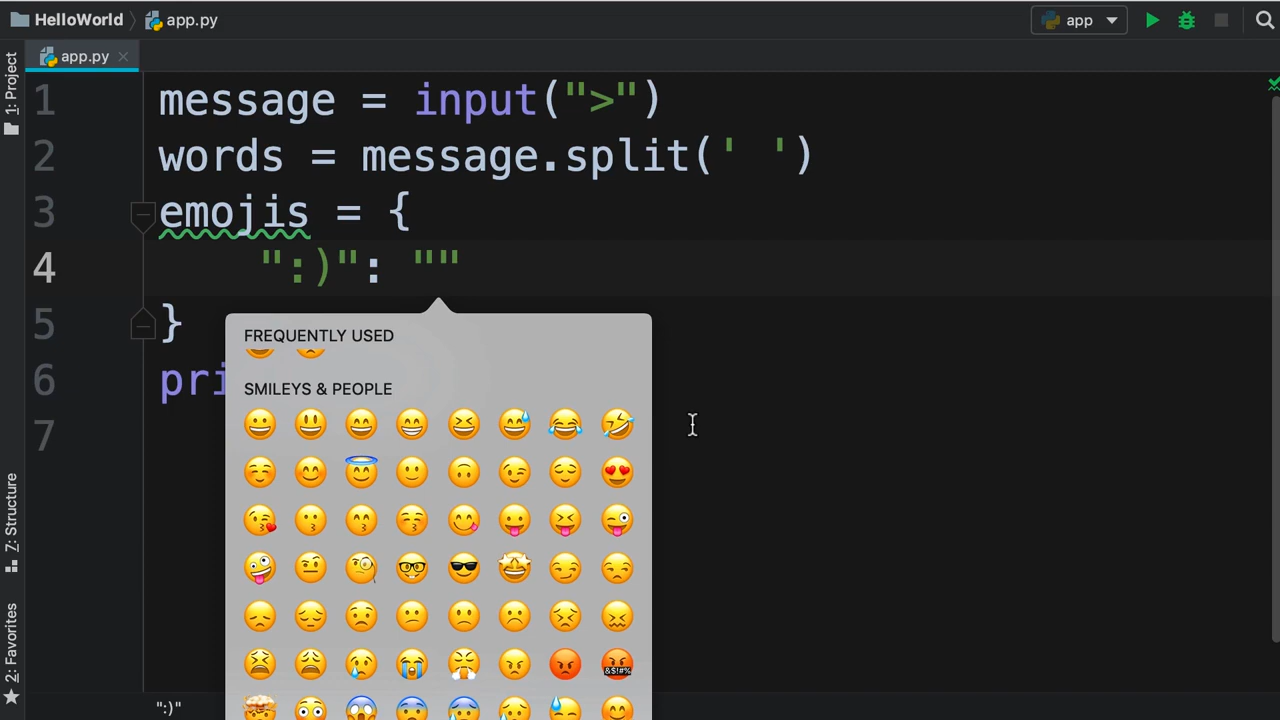 HelloWorld app.py
app
app.py
1: Project
1 message = input(">")
2 words = message.split(' ')
3 emojis = {
4 ":)": ""
5 }
6 pri
7
FREQUENTLY USED
SMILEYS & PEOPLE
&$!#%
7: Structure
2: Favorites
":)"